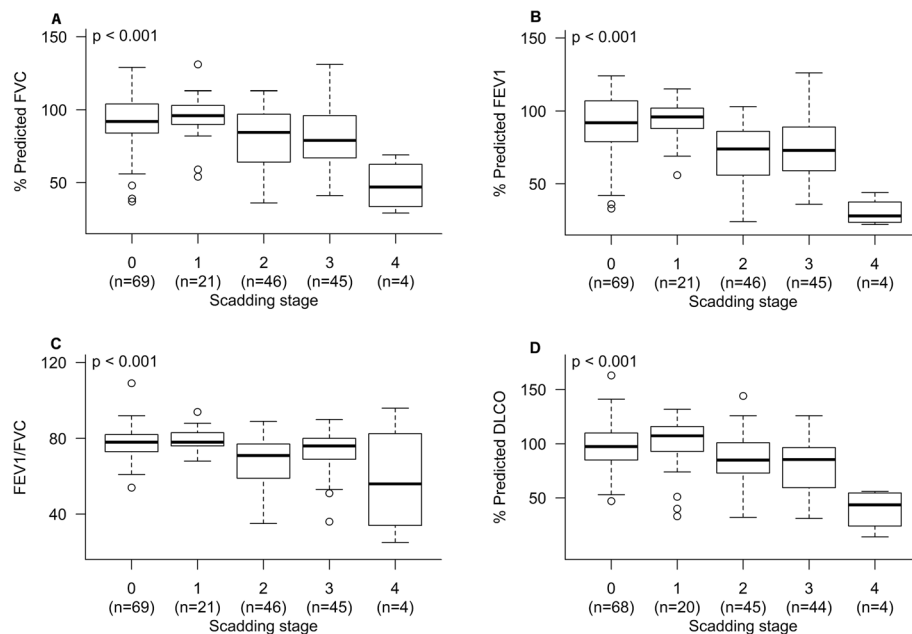 A
p < 0.001
150
100
50
% Predicted FVC
0 1 2 3 4
(n=69) (n=21) (n=46) (n=45) (n=4)
Scadding stage
B
p < 0.001
150
100
50
% Predicted FEV1
0 1 2 3 4
(n=69) (n=21) (n=46) (n=45) (n=4)
Scadding stage
C
p < 0.001
120
80
40
FEV1/FVC
0 1 2 3 4
(n=69) (n=21) (n=46) (n=45) (n=4)
Scadding stage
D
p < 0.001
150
100
50
% Predicted DLCO
0 1 2 3 4
(n=68) (n=20) (n=45) (n=44) (n=4)
Scadding stage